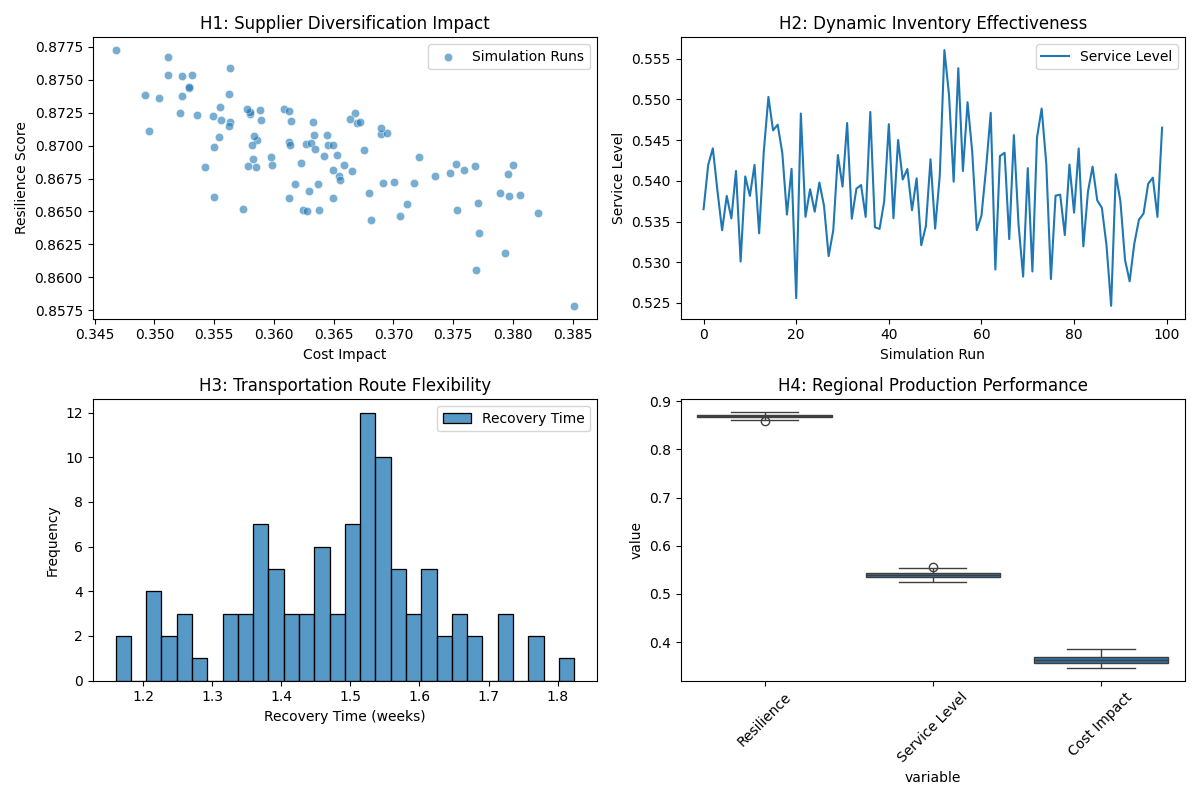 H1: Supplier Diversification Impact
Simulation Runs
0.8775
0.8750
0.8725
0.8700
0.8675
0.8650
0.8625
0.8600
0.8575
Resilience Score
0.345 0.350 0.355 0.360 0.365 0.370 0.375 0.380 0.385
Cost Impact
H2: Dynamic Inventory Effectiveness
Service Level
0.555
0.550
0.545
0.540
0.535
0.530
0.525
Service Level
0 20 40 60 80 100
Simulation Run
H3: Transportation Route Flexibility
Recovery Time
12
10
8
6
4
2
0
Frequency
1.2 1.3 1.4 1.5 1.6 1.7 1.8
Recovery Time (weeks)
H4: Regional Production Performance
0.9
0.8
0.7
0.6
0.5
0.4
value
Resilience
Service Level
Cost Impact
variable